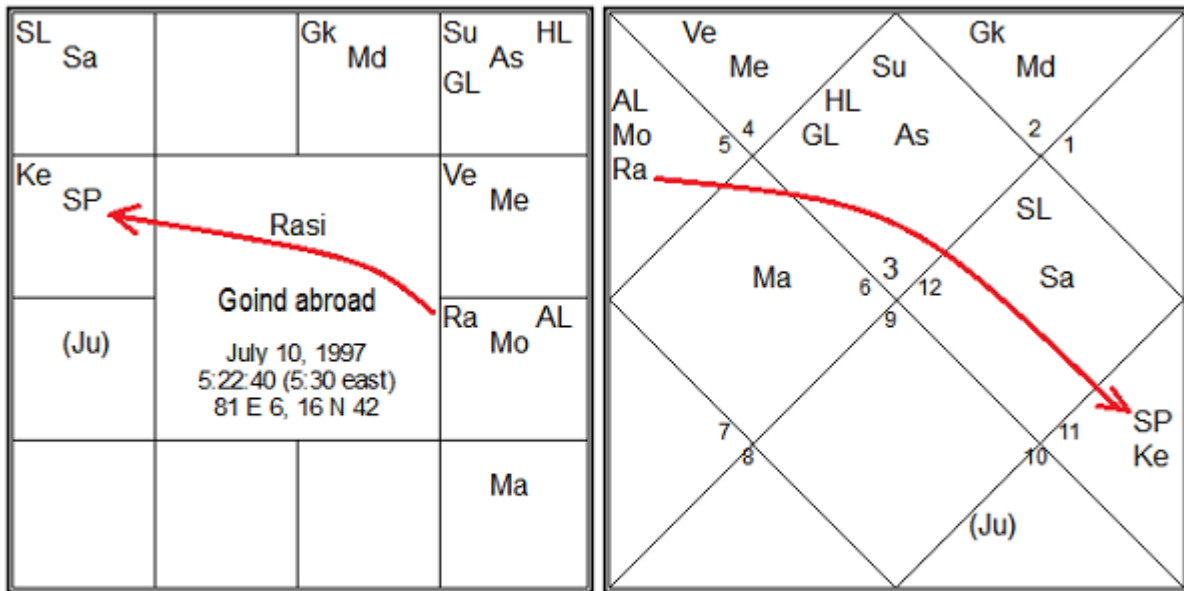 SL Sa
Gk Md
Su HL
As
GL
Ke SP
Rasi
Ve Me
(Ju)
Goind abroad
July 10, 1997
5:22:40 (5:30 east)
81 E 6, 16 N 42
Ra AL
Mo
Ma
Ve Me
Su
Gk Md
AL
Mo
Ra
HL
GL As
5 4
2 1
SL
Sa
Ma
3
6 12
9
7
8
11
10
SP
Ke
(Ju)